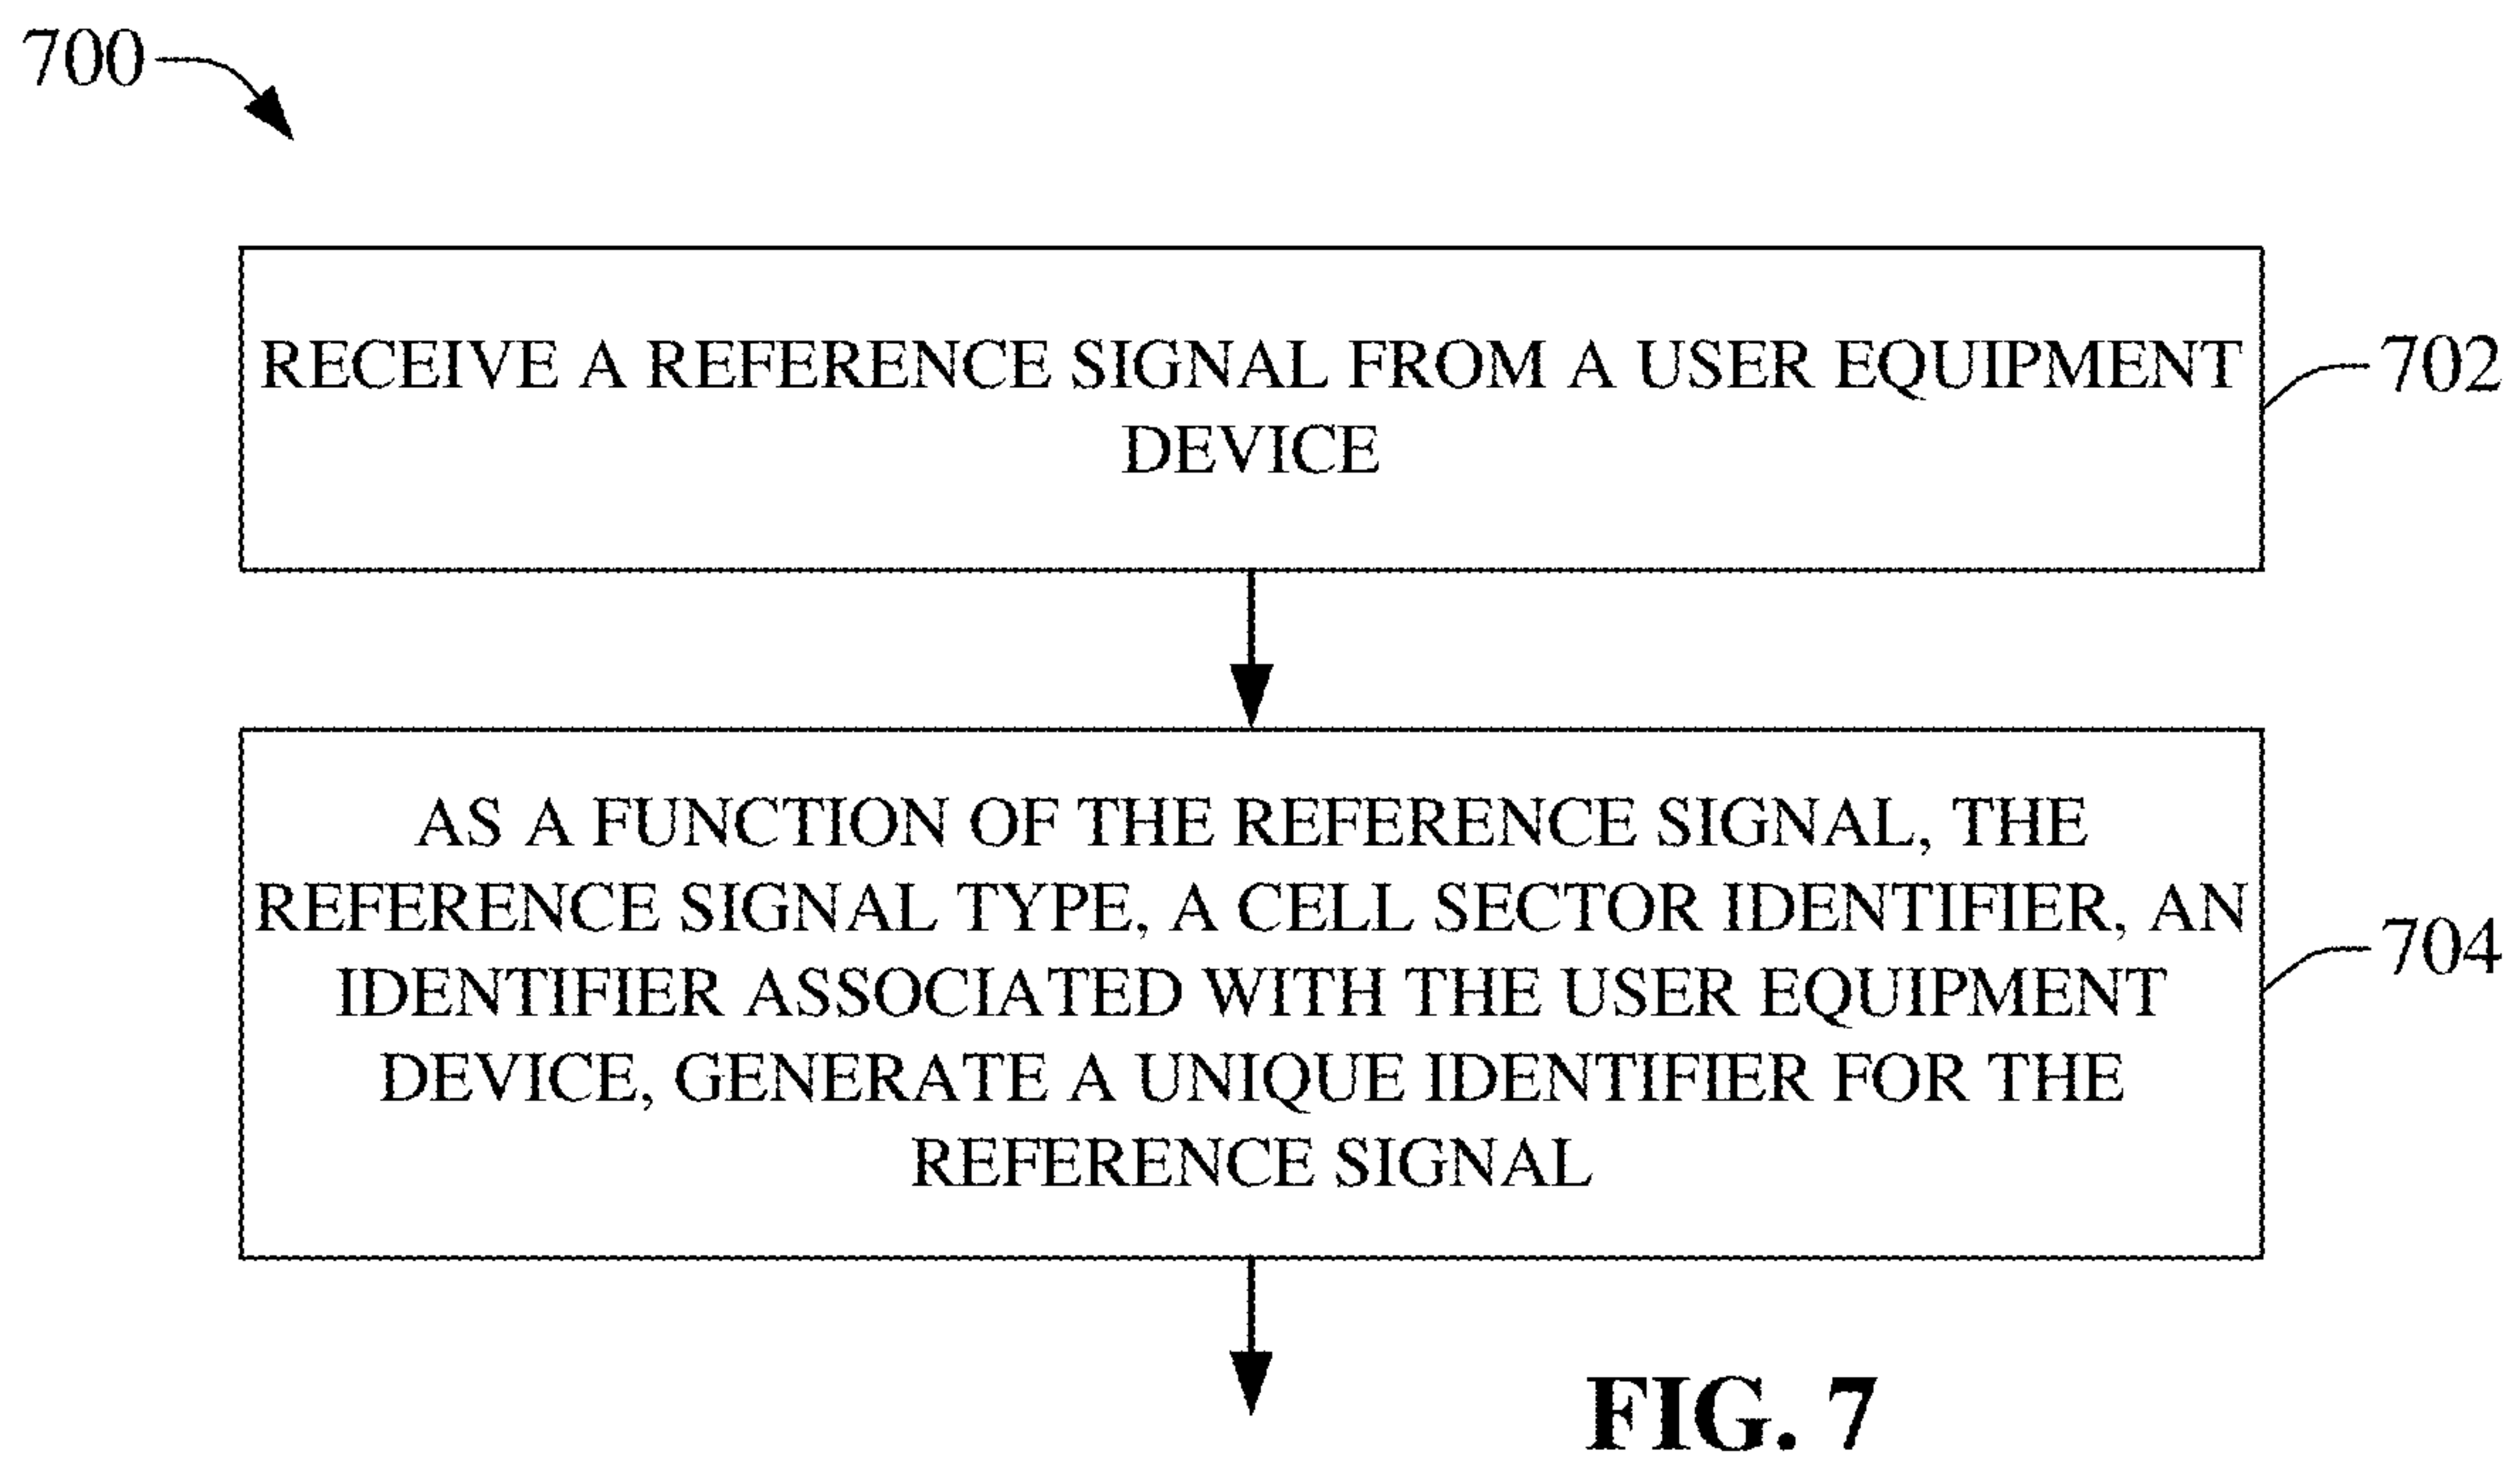 700
RECEIVE A REFERENCE SIGNAL FROM A USER EQUIPMENT
DEVICE
702
AS A FUNCTION OF THE REFERENCE SIGNAL, THE
REFERENCE SIGNAL TYPE, A CELL SECTOR IDENTIFIER, AN
IDENTIFIER ASSOCIATED WITH THE USER EQUIPMENT
DEVICE, GENERATE A UNIQUE IDENTIFIER FOR THE
REFERENCE SIGNAL
704
FIG. 7